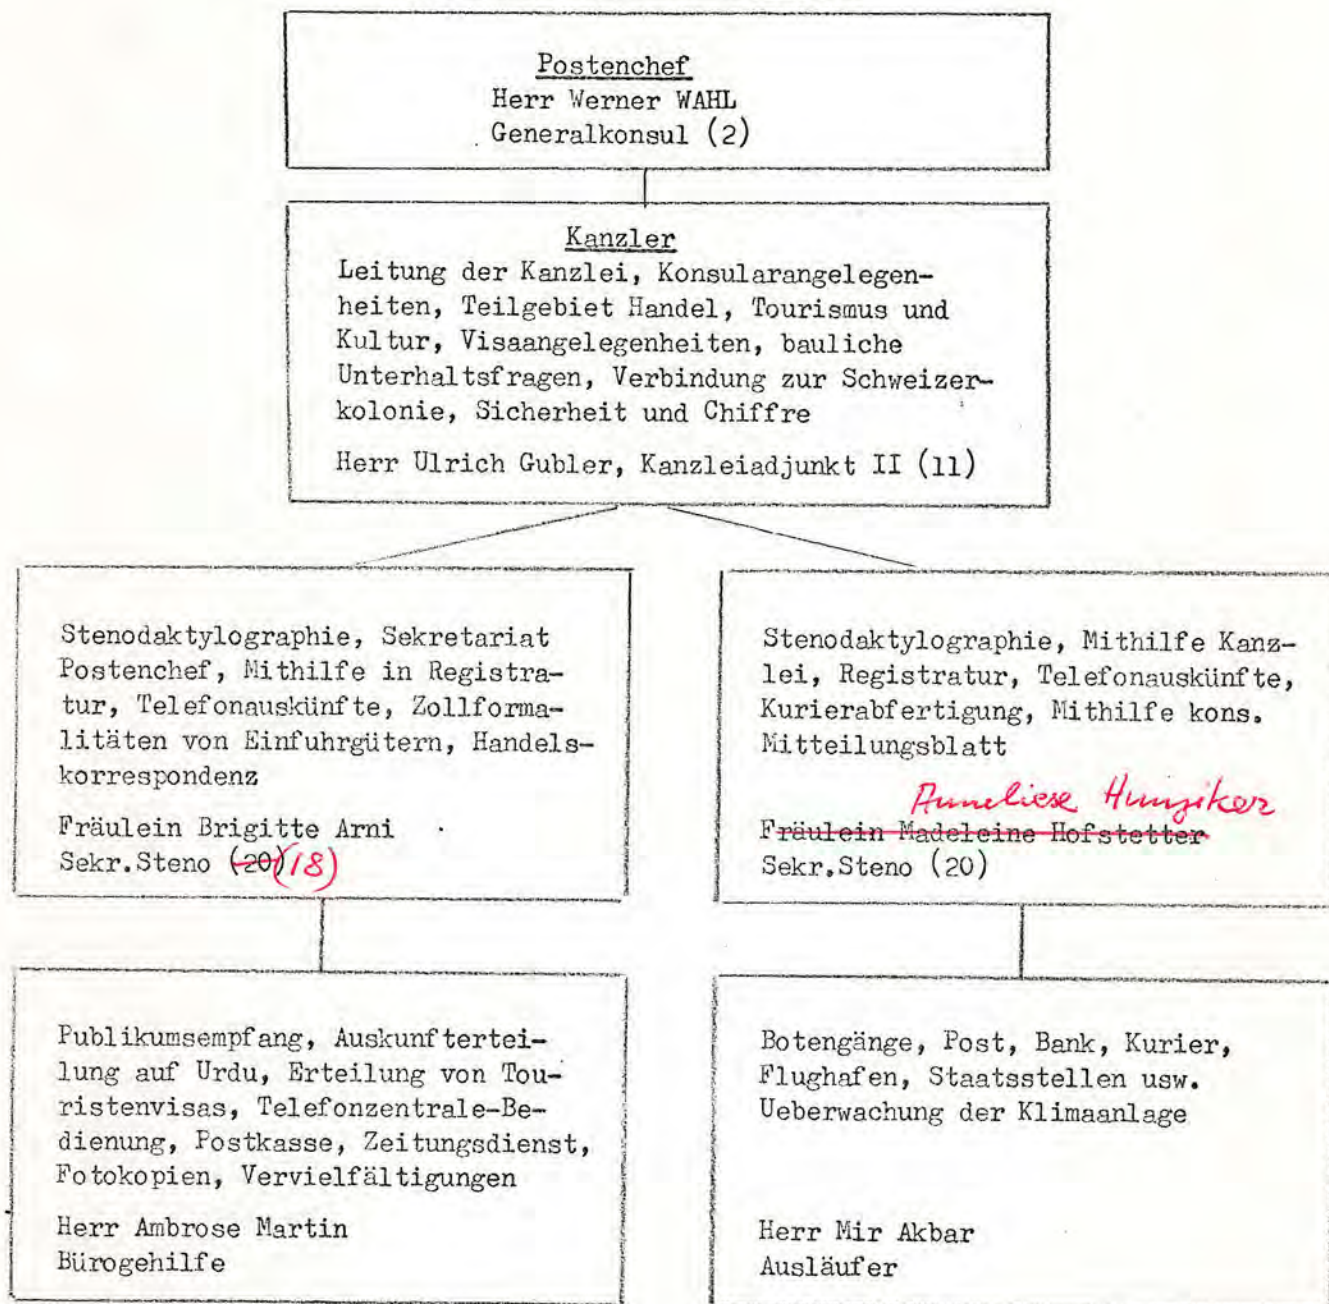 Postenchef
Herr Werner WAHL
Generalkonsul (2)
Kanzler
Leitung der Kanzlei, Konsularangelegen-
heiten, Teilgebiet Handel, Tourismus und
Kultur, Visaangelegenheiten, bauliche
Unterhaltsfragen, Verbindung zur Schweizer-
kolonie, Sicherheit und Chiffre
Herr Ulrich Gubler, Kanzleiadjunkt II (11)
Stenodaktylographie, Sekretariat
Postenchef, Mithilfe in Registra-
tur, Telefonauskünfte, Zollforma-
litäten von Einfuhrgütern, Handels-
korrespondenz
Fräulein Brigitte Arni
Sekr.Steno (20) (18)
Stenodaktylographie, Mithilfe Kanz-
lei, Registratur, Telefonauskünfte,
Kurierabfertigung, Mithilfe kons.
Mitteilungsblatt
Anneliese Hunziker
Fräulein Madeleine Hofstetter
Sekr.Steno (20)
Publikumsempfang, Auskunftertei-
lung auf Urdu, Erteilung von Tou-
ristenvisas, Telefonzentrale-Be-
dienung, Postkasse, Zeitungsdienst,
Fotokopien, Vervielfältigungen
Herr Ambrose Martin
Bürogehilfe
Botengänge, Post, Bank, Kurier,
Flughafen, Staatsstellen usw.
Ueberwachung der Klimaanlage
Herr Mir Akbar
Ausläufer